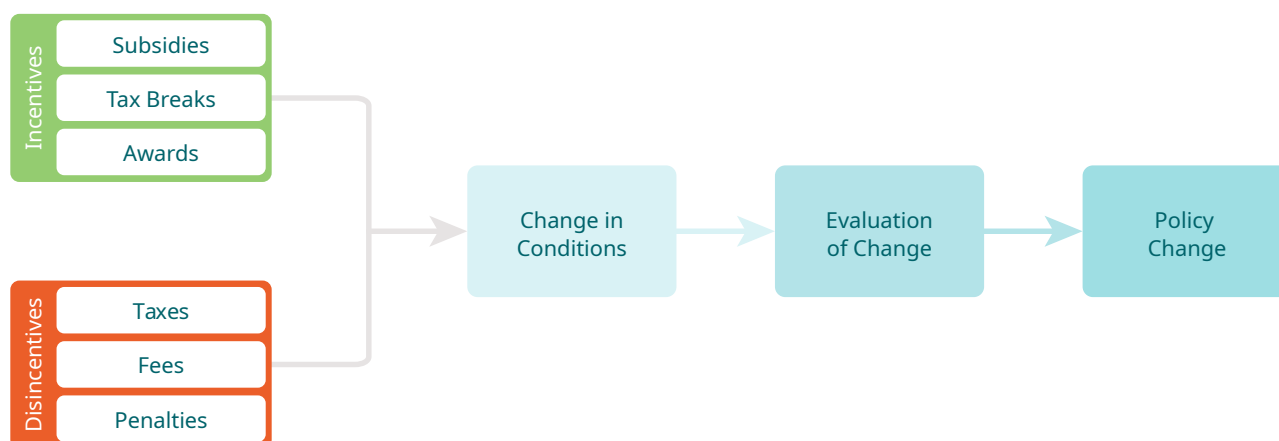 Incentives
Subsidies
Tax Breaks
Awards
Disincentives
Taxes
Fees
Penalties
Change in
Conditions
Evaluation
of Change
Policy
Change